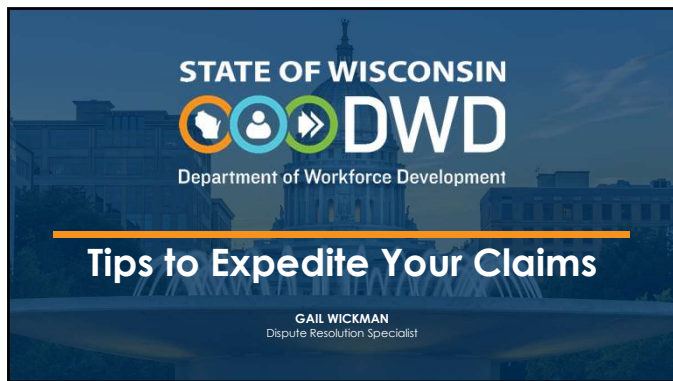 STATE OF WISCONSIN
DWD
Department of Workforce Development
Tips to Expedite Your Claims
GAIL WICKMAN
Dispute Resolution Specialist